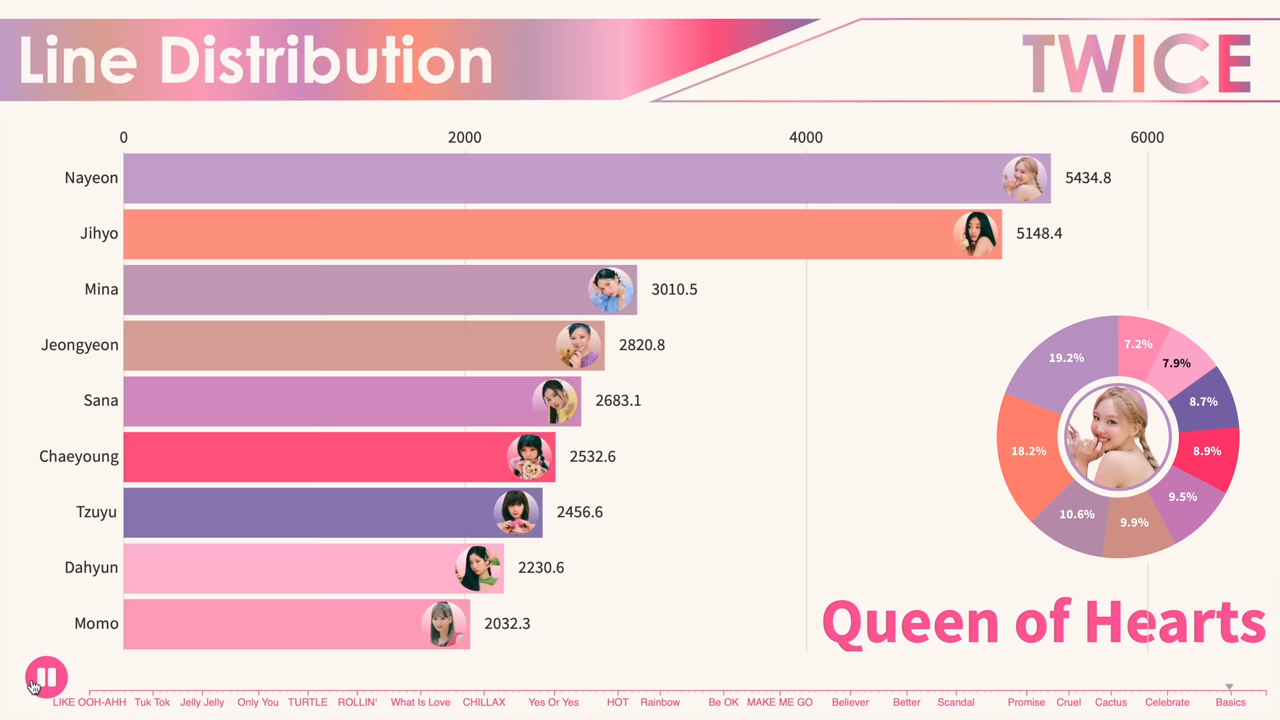 Line Distribution
TWICE
0 2000 4000 6000
Nayeon 5434.8
Jihyo 5148.4
Mina 3010.5
Jeongyeon 2820.8
Sana 2683.1
Chaeyoung 2532.6
Tzuyu 2456.6
Dahyun 2230.6
Momo 2032.3
7.2%
7.9%
8.7%
8.9%
9.5%
9.9%
10.6%
18.2%
19.2%
Queen of Hearts
LIKE OOH-AHH Tuk Tok Jelly Jelly Only You TURTLE ROLLIN' What Is Love CHILLAX Yes Or Yes HOT Rainbow Be OK MAKE ME GO Believer Better Scandal Promise Cruel Cactus Celebrate Basics